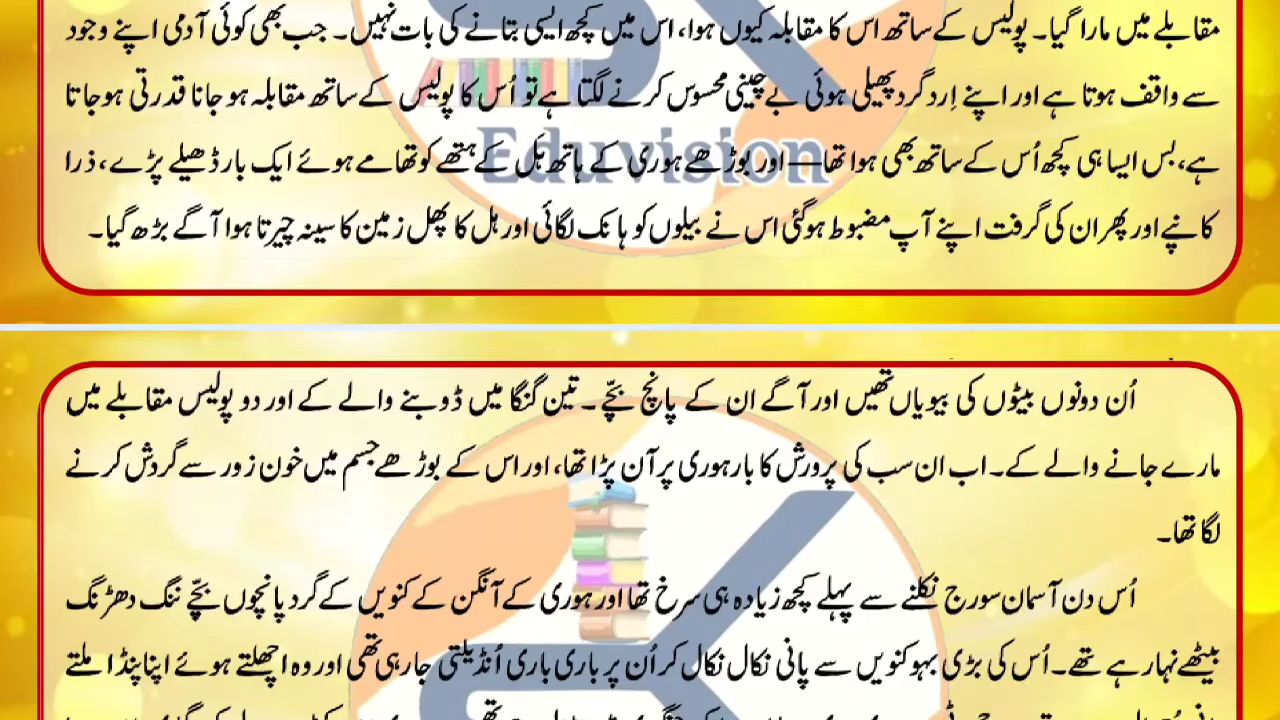 مقابلے میں مارا گیا۔ پولیس کے ساتھ اس کا مقابلہ کیوں ہوا، اس میں کچھ ایسی بتانے کی بات نہیں۔ جب بھی کوئی آدمی اپنے وجود
سے واقف ہوتا ہے اور اپنے اِرد گرد پھیلی ہوئی بے چینی محسوس کرنے لگتا ہے تو اُس کا پولیس کے ساتھ مقابلہ ہو جانا قدرتی ہو جاتا
ہے، بس ایسا ہی کچھ اُس کے ساتھ بھی ہوا تھا— اور بوڑھے ہوری کے ہاتھ ہل کے ہتھے کو تھامے ہوئے ایک بار ڈھیلے پڑے، ذرا
کانپے اور پھر ان کی گرفت اپنے آپ مضبوط ہو گئی اس نے بیلوں کو ہانک لگائی اور ہل کا پھل زمین کا سینہ چیرتا ہوا آگے بڑھ گیا۔
Eduvision
اُن دونوں بیٹوں کی بیویاں تھیں اور آگے ان کے پانچ بچّے۔ تین گنگا میں ڈوبنے والے کے اور دو پولیس مقابلے میں
مارے جانے والے کے۔ اب ان سب کی پرورش کا بار ہوری پر آن پڑا تھا، اور اس کے بوڑھے جسم میں خون زور سے گردش کرنے
لگا تھا۔
اُس دن آسمان سورج نکلنے سے پہلے کچھ زیادہ ہی سرخ تھا اور ہوری کے آنگن کے کنویں کے گرد پانچوں بچّے ننگ دھڑنگ
بیٹھے نہا رہے تھے۔ اُس کی بڑی بہو کنویں سے پانی نکال نکال کر اُن پر باری باری اُنڈیلتی جا رہی تھی اور وہ اچھلتے ہوئے اپنا پنڈا ملتے